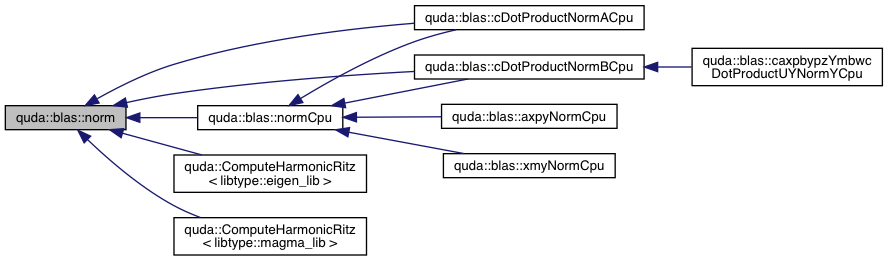 quda::blas::cDotProductNormACpu
quda::blas::cDotProductNormBCpu
quda::blas::caxpbypzYmbwc
DotProductUYNormYCpu
quda::blas::norm
quda::blas::normCpu
quda::blas::axpyNormCpu
quda::blas::xmyNormCpu
quda::ComputeHarmonicRitz
< libtype::eigen_lib >
quda::ComputeHarmonicRitz
< libtype::magma_lib >